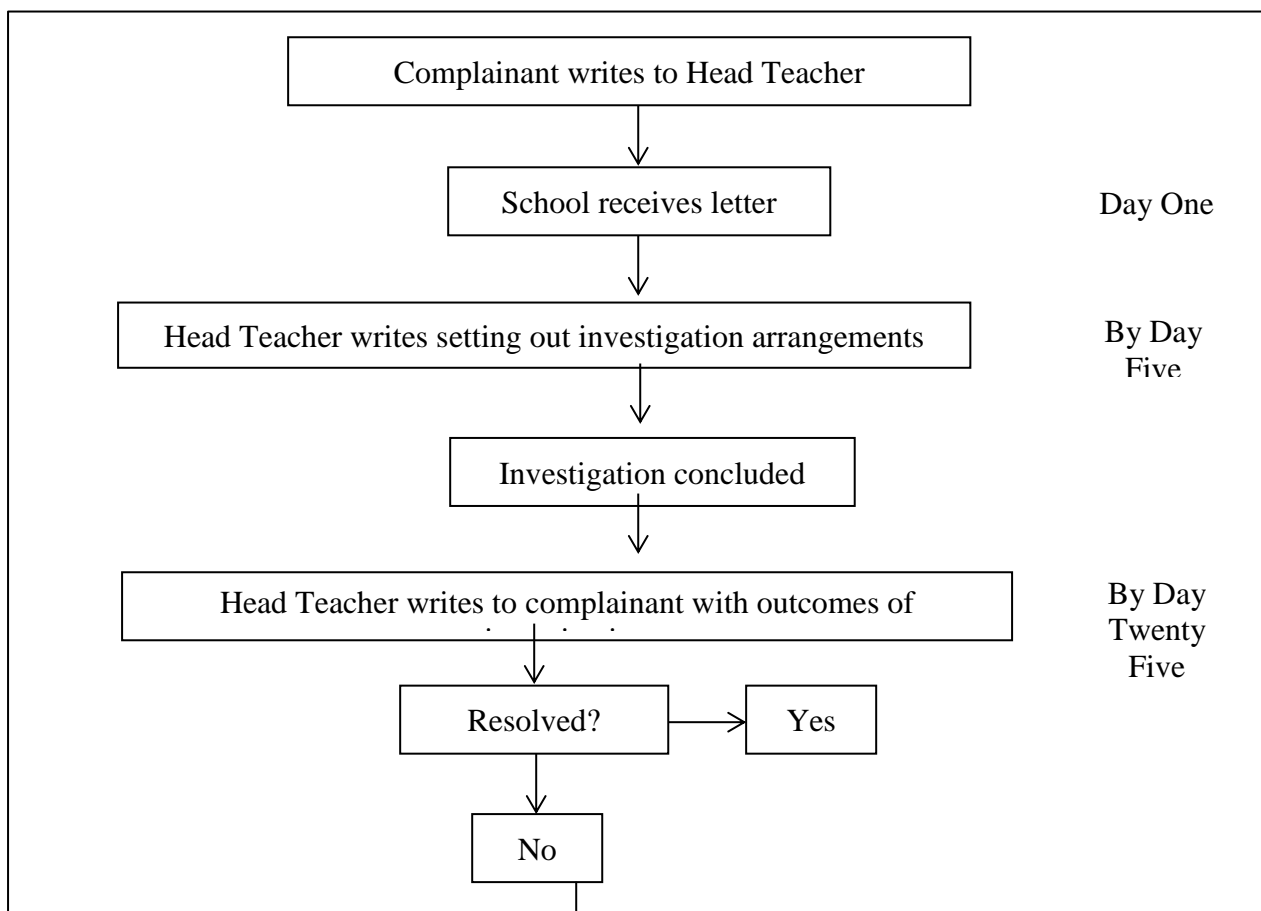 Complainant writes to Head Teacher
School receives letter
Day One
Head Teacher writes setting out investigation arrangements
By Day
Five
Investigation concluded
Head Teacher writes to complainant with outcomes of
By Day
Twenty
Five
Resolved?
Yes
No